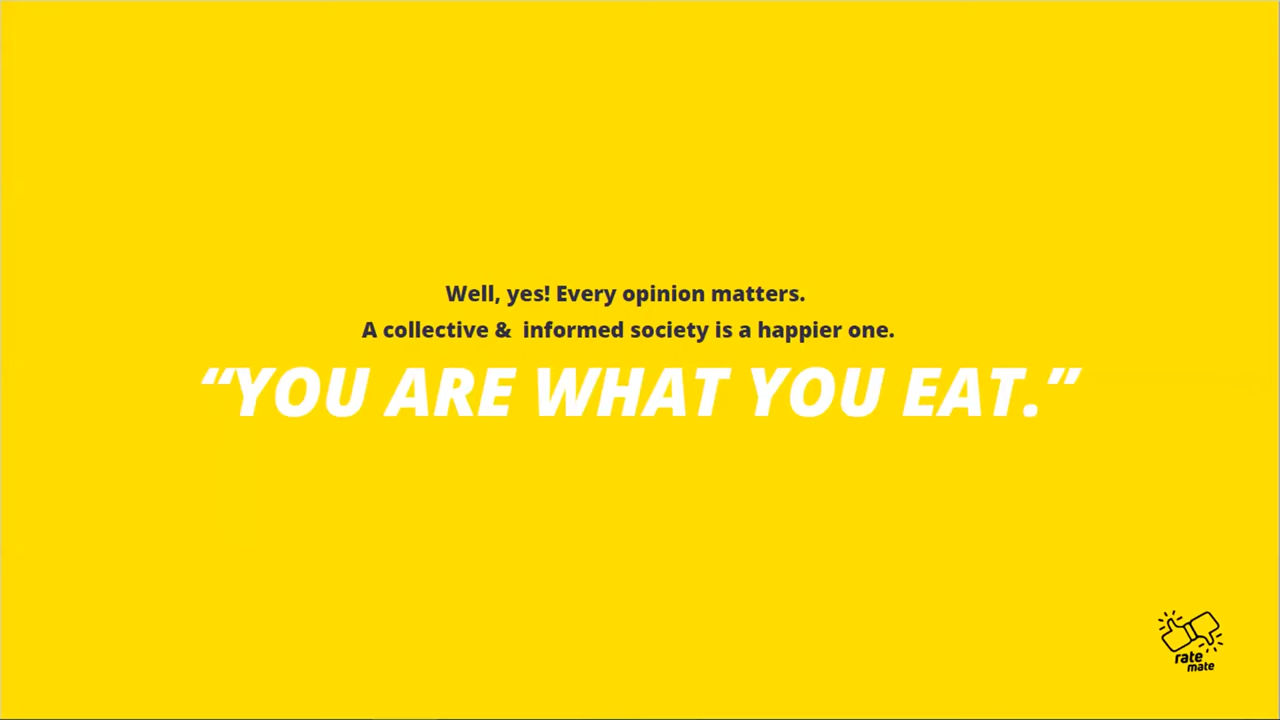 Well, yes! Every opinion matters.
A collective &  informed society is a happier one.
“YOU ARE WHAT YOU EAT.”
rate
mate